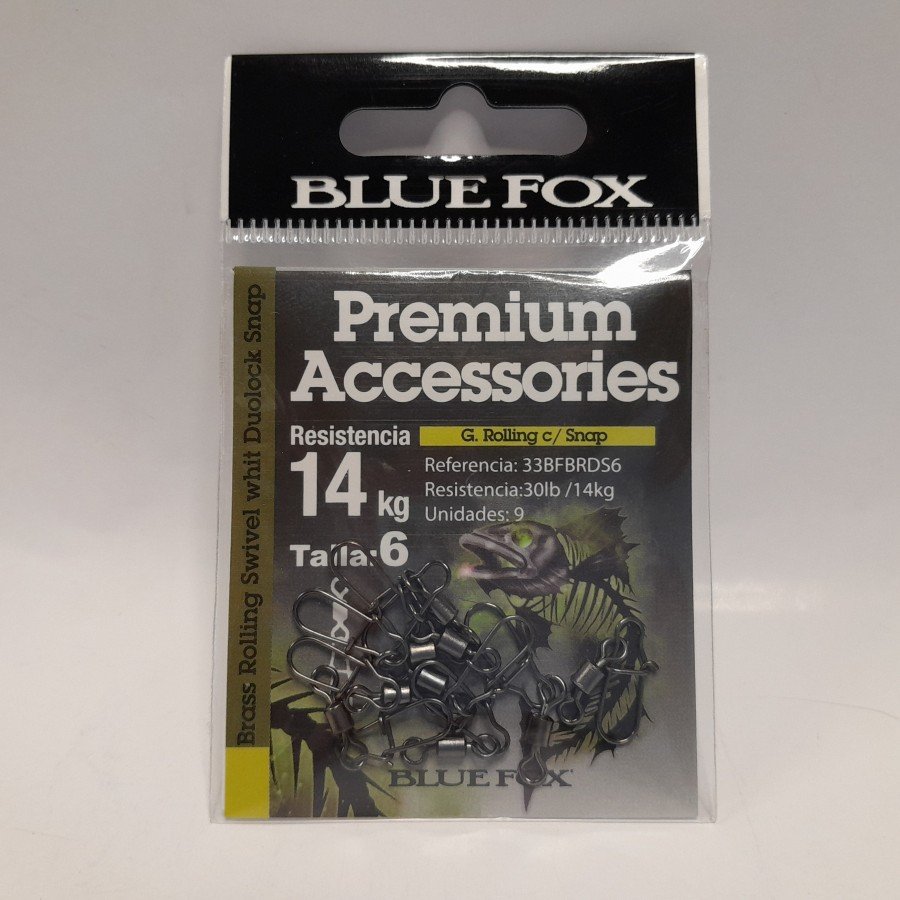 BLUE FOX
Premium
Accessories
Resistencia
14 kg
Talla:6
G. Rolling c/ Snap
Referencia: 33BFBRDS6
Resistencia:30lb /14kg
Unidades: 9
Brass Rolling Swivel whit Duolock Snap
BLUE FOX